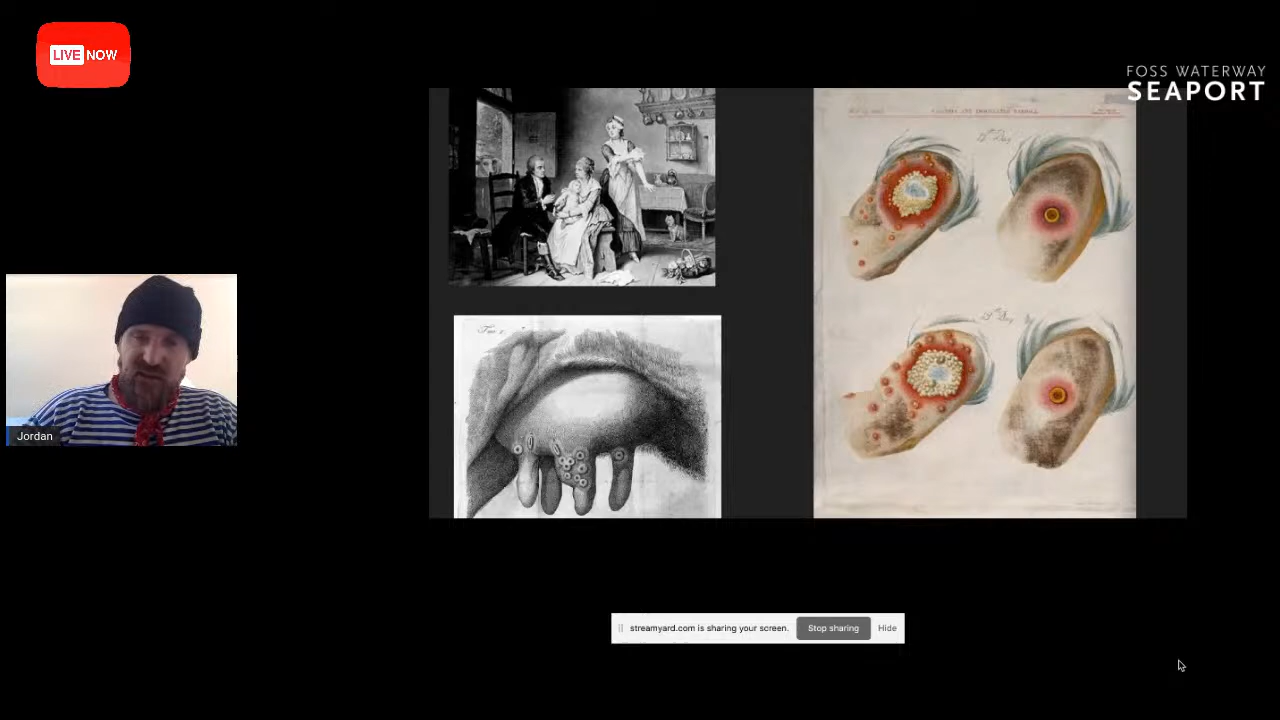 LIVE NOW
FOSS WATERWAY
SEAPORT
Jordan
streamyard.com is sharing your screen.
Stop sharing
Hide